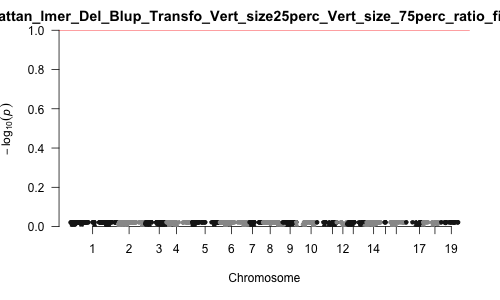 attan_lmer_Del_Blup_Transfo_Vert_size25perc_Vert_size_75perc_ratio_fi
1.0
0.8
0.6
0.4
0.2
0.0
− log10(p)
1 2 3 4 5 6 7 8 9 10 12 14 17 19
Chromosome